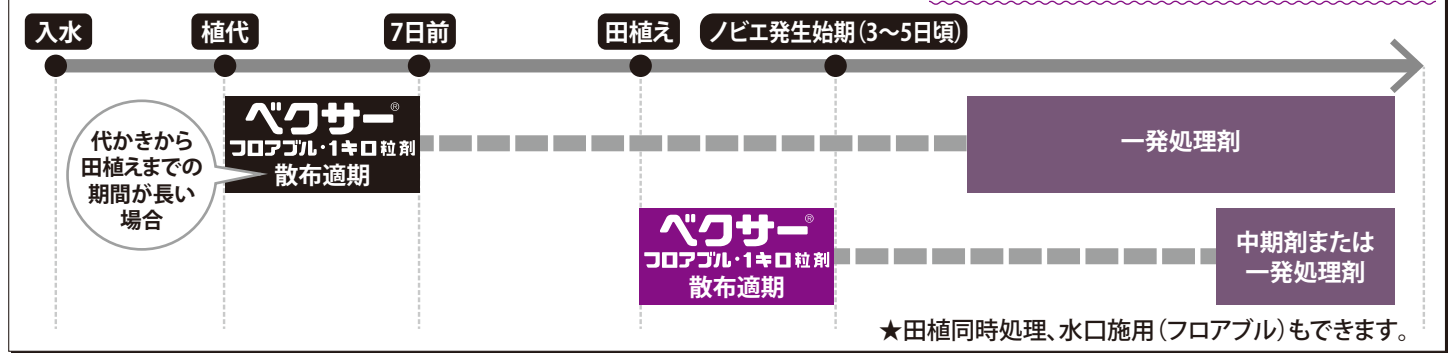 入水
植代
7日前
田植え
ノビエ発生始期(3〜5日頃)
代かきから
田植えまでの
期間が長い
場合
ベクサー®
フロアブル・1キロ粒剤
散布適期
一発処理剤
ベクサー®
フロアブル・1キロ粒剤
散布適期
中期剤または
一発処理剤
★田植同時処理、水口施用(フロアブル)もできます。